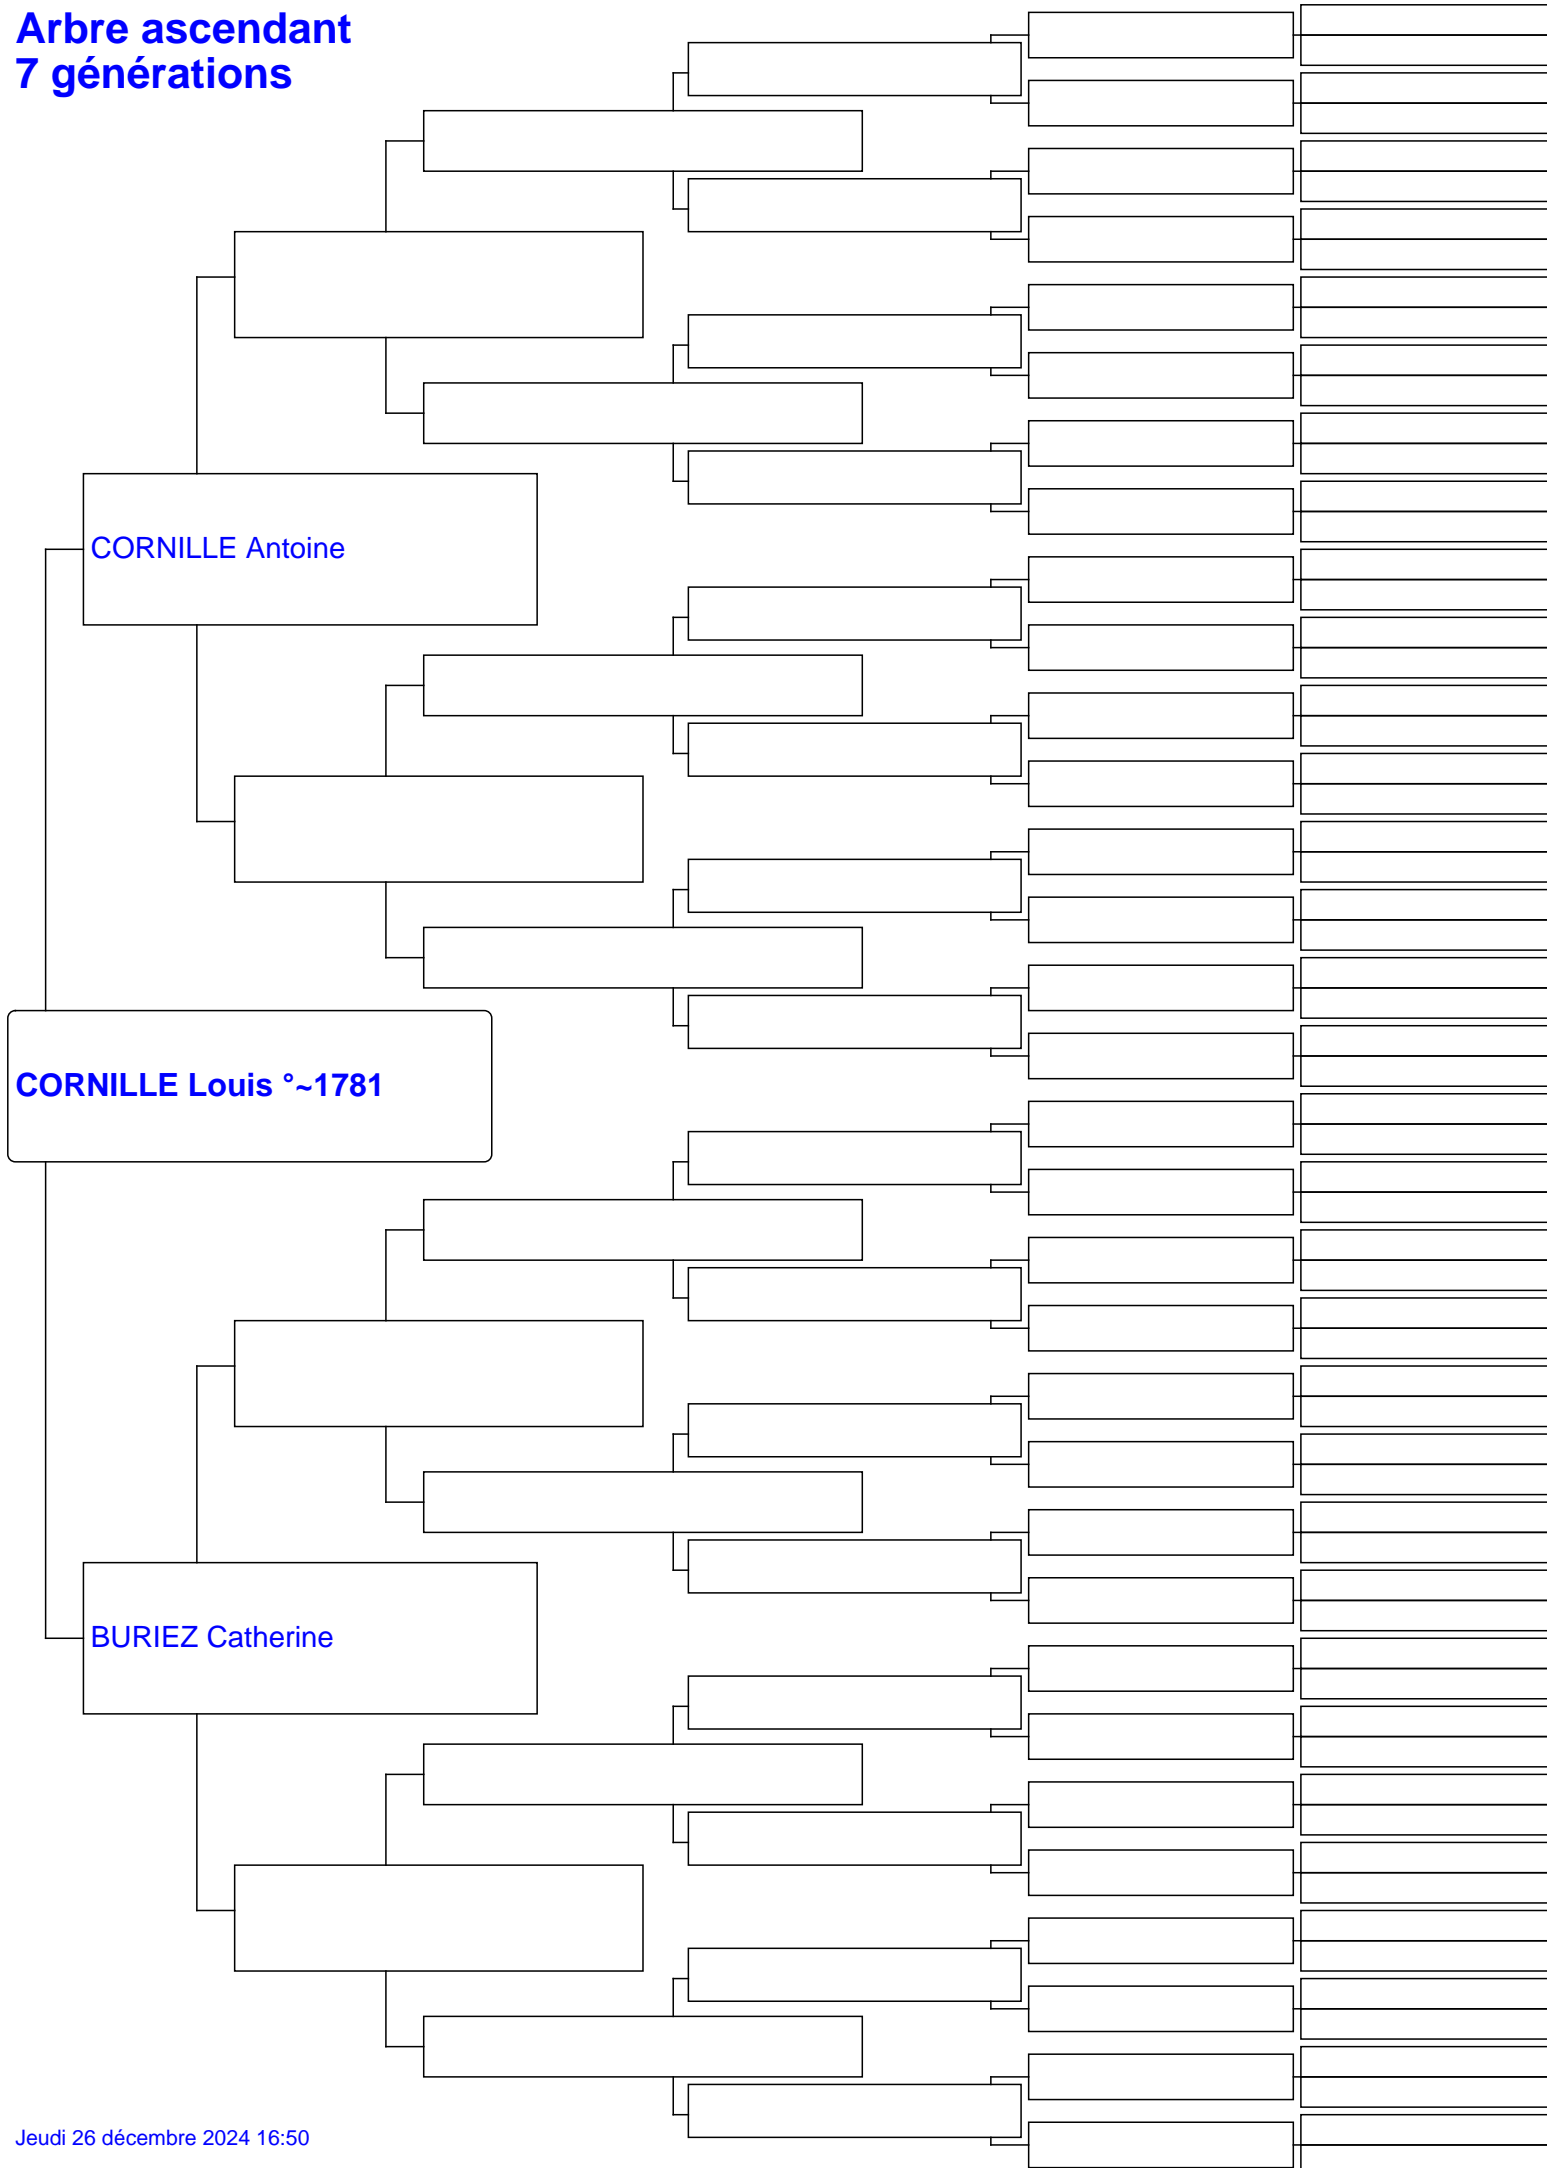 Arbre ascendant
7 générations
CORNILLE Antoine
CORNILLE Louis °~1781
BURIEZ Catherine
Jeudi 26 décembre 2024 16:50